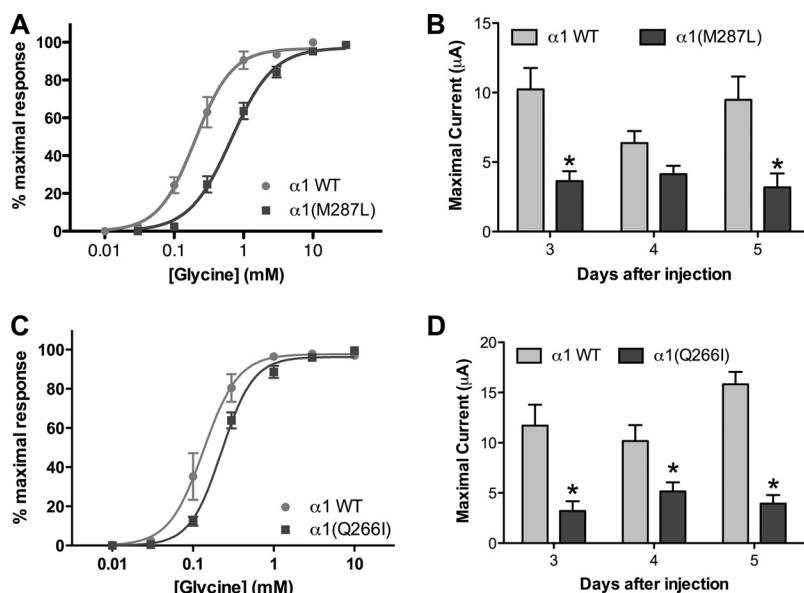 A
% maximal response
100
80
60
40
20
0
α1 WT
α1(M287L)
0.01
0.1
1
10
[Glycine] (mM)
B
Maximal Current (µA)
15
10
5
0
α1 WT
α1(M287L)
*
*
3
4
5
Days after injection
C
% maximal response
100
80
60
40
20
0
α1 WT
α1(Q266I)
0.01
0.1
1
10
[Glycine] (mM)
D
Maximal Current (µA)
20
15
10
5
0
α1 WT
α1(Q266I)
*
*
*
3
4
5
Days after injection